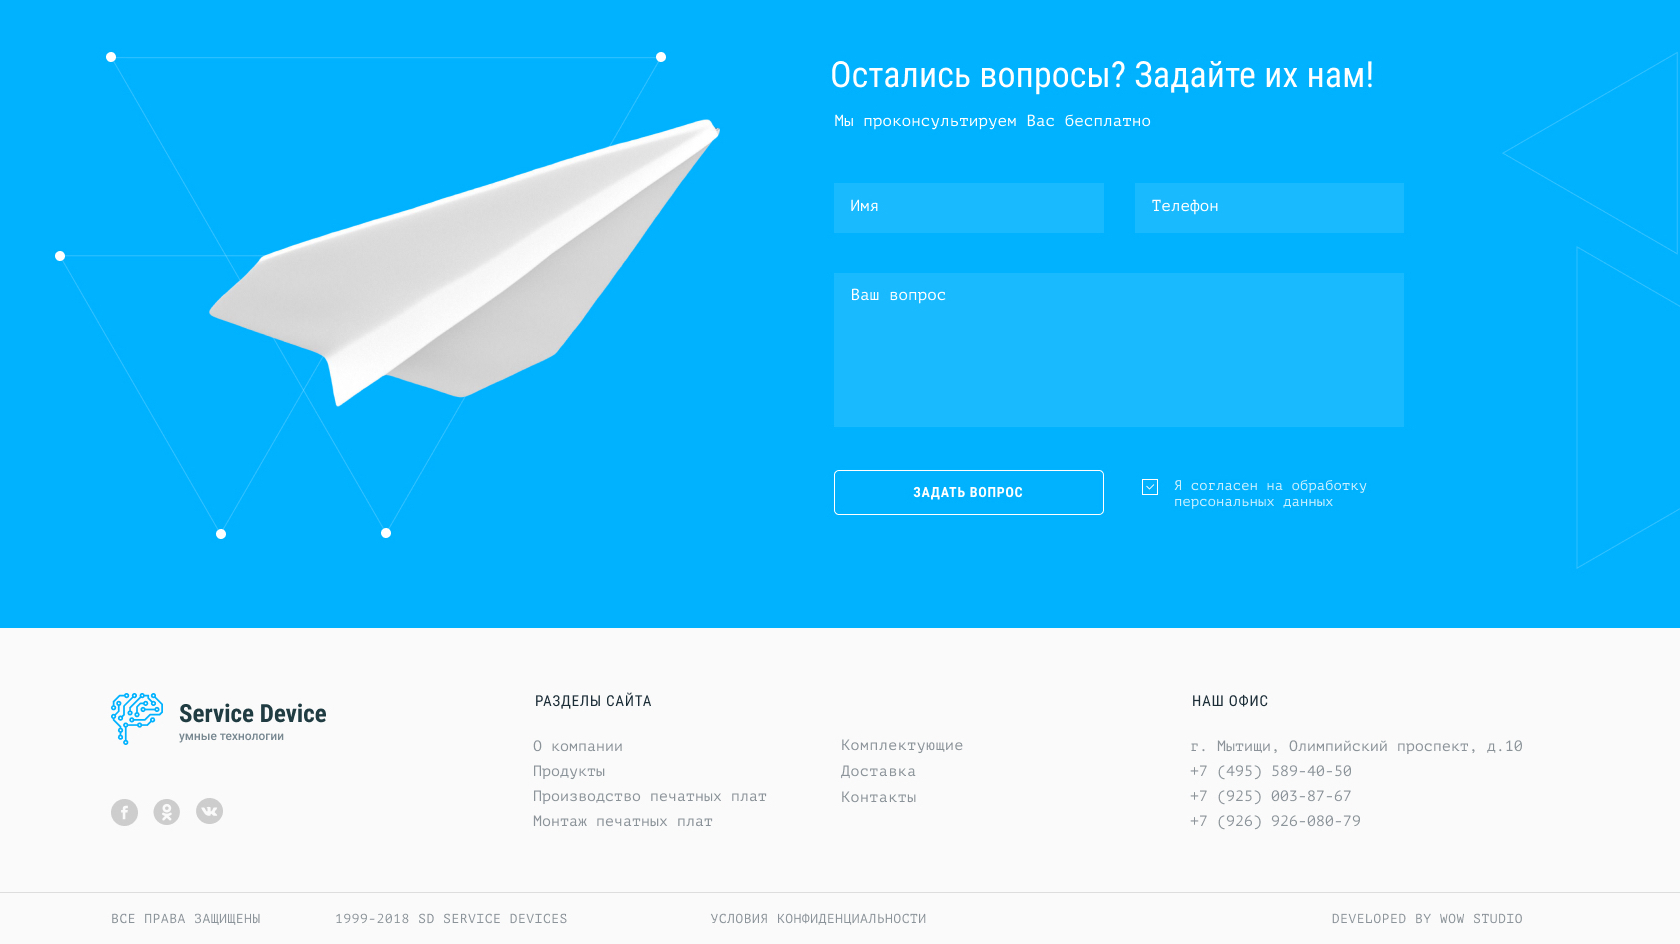 Остались вопросы? Задайте их нам!
Мы проконсультируем Вас бесплатно
Имя
Телефон
Ваш вопрос
ЗАДАТЬ ВОПРОС
Я согласен на обработку
персональных данных
Service Device
умные технологии
РАЗДЕЛЫ САЙТА
О компании
Продукты
Производство печатных плат
Монтаж печатных плат
Комплектующие
Доставка
Контакты
НАШ ОФИС
г. Мытищи, Олимпийский проспект, д.10
+7 (495) 589-40-50
+7 (925) 003-87-67
+7 (926) 926-080-79
ВСЕ ПРАВА ЗАЩИЩЕНЫ
1999-2018 SD SERVICE DEVICES
УСЛОВИЯ КОНФИДЕНЦИАЛЬНОСТИ
DEVELOPED BY WOW STUDIO